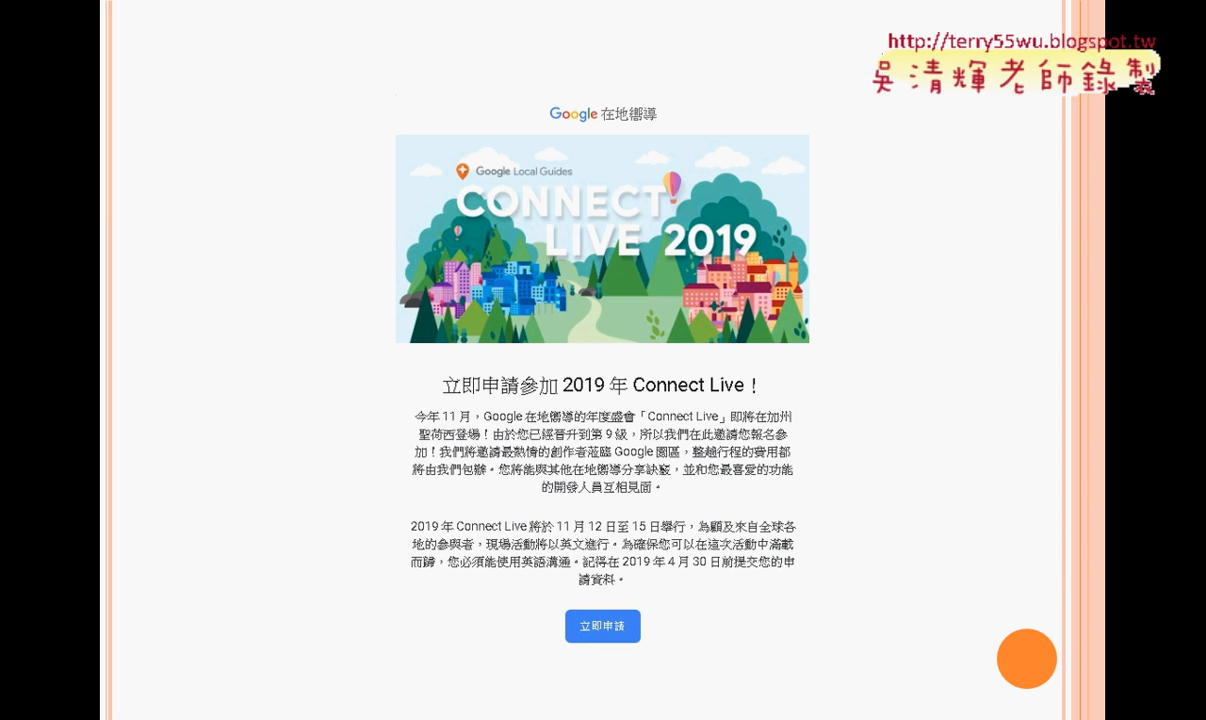 http://terry55wu.blogspot.tw
吳清輝老師錄製
Google 在地嚮導
Google Local Guides
CONNECT
LIVE 2019
立即申請參加 2019 年 Connect Live！
今年 11 月，Google 在地嚮導的年度盛會「Connect Live」即將在加州
聖荷西登場！由於您已經晉升到第 9 級，所以我們在此邀請您報名參
加！我們將邀請最熱情的創作者蒞臨 Google 園區，整趟行程的費用都
將由我們包辦。您將能與其他在地嚮導分享訣竅，並和您最喜愛的功能
的開發人員互相見面。
2019 年 Connect Live 將於 11 月 12 日至 15 日舉行，為顧及來自全球各
地的參與者，現場活動將以英文進行。為確保您可以在這次活動中滿載
而歸，您必須能使用英語溝通。記得在 2019 年 4 月 30 日前提交您的申
請資料。
立即申請